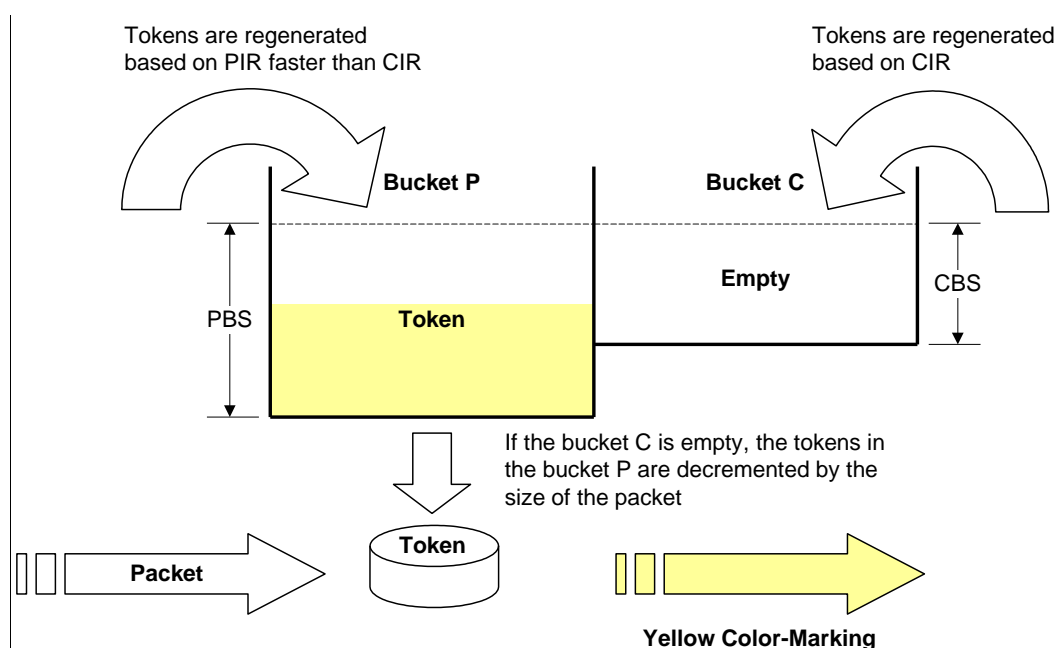 Tokens are regenerated
based on PIR faster than CIR
Tokens are regenerated
based on CIR
Bucket P
Bucket C
Empty
PBS
Token
CBS
If the bucket C is empty, the tokens in
the bucket P are decremented by the
size of the packet
Token
Packet
Yellow Color-Marking